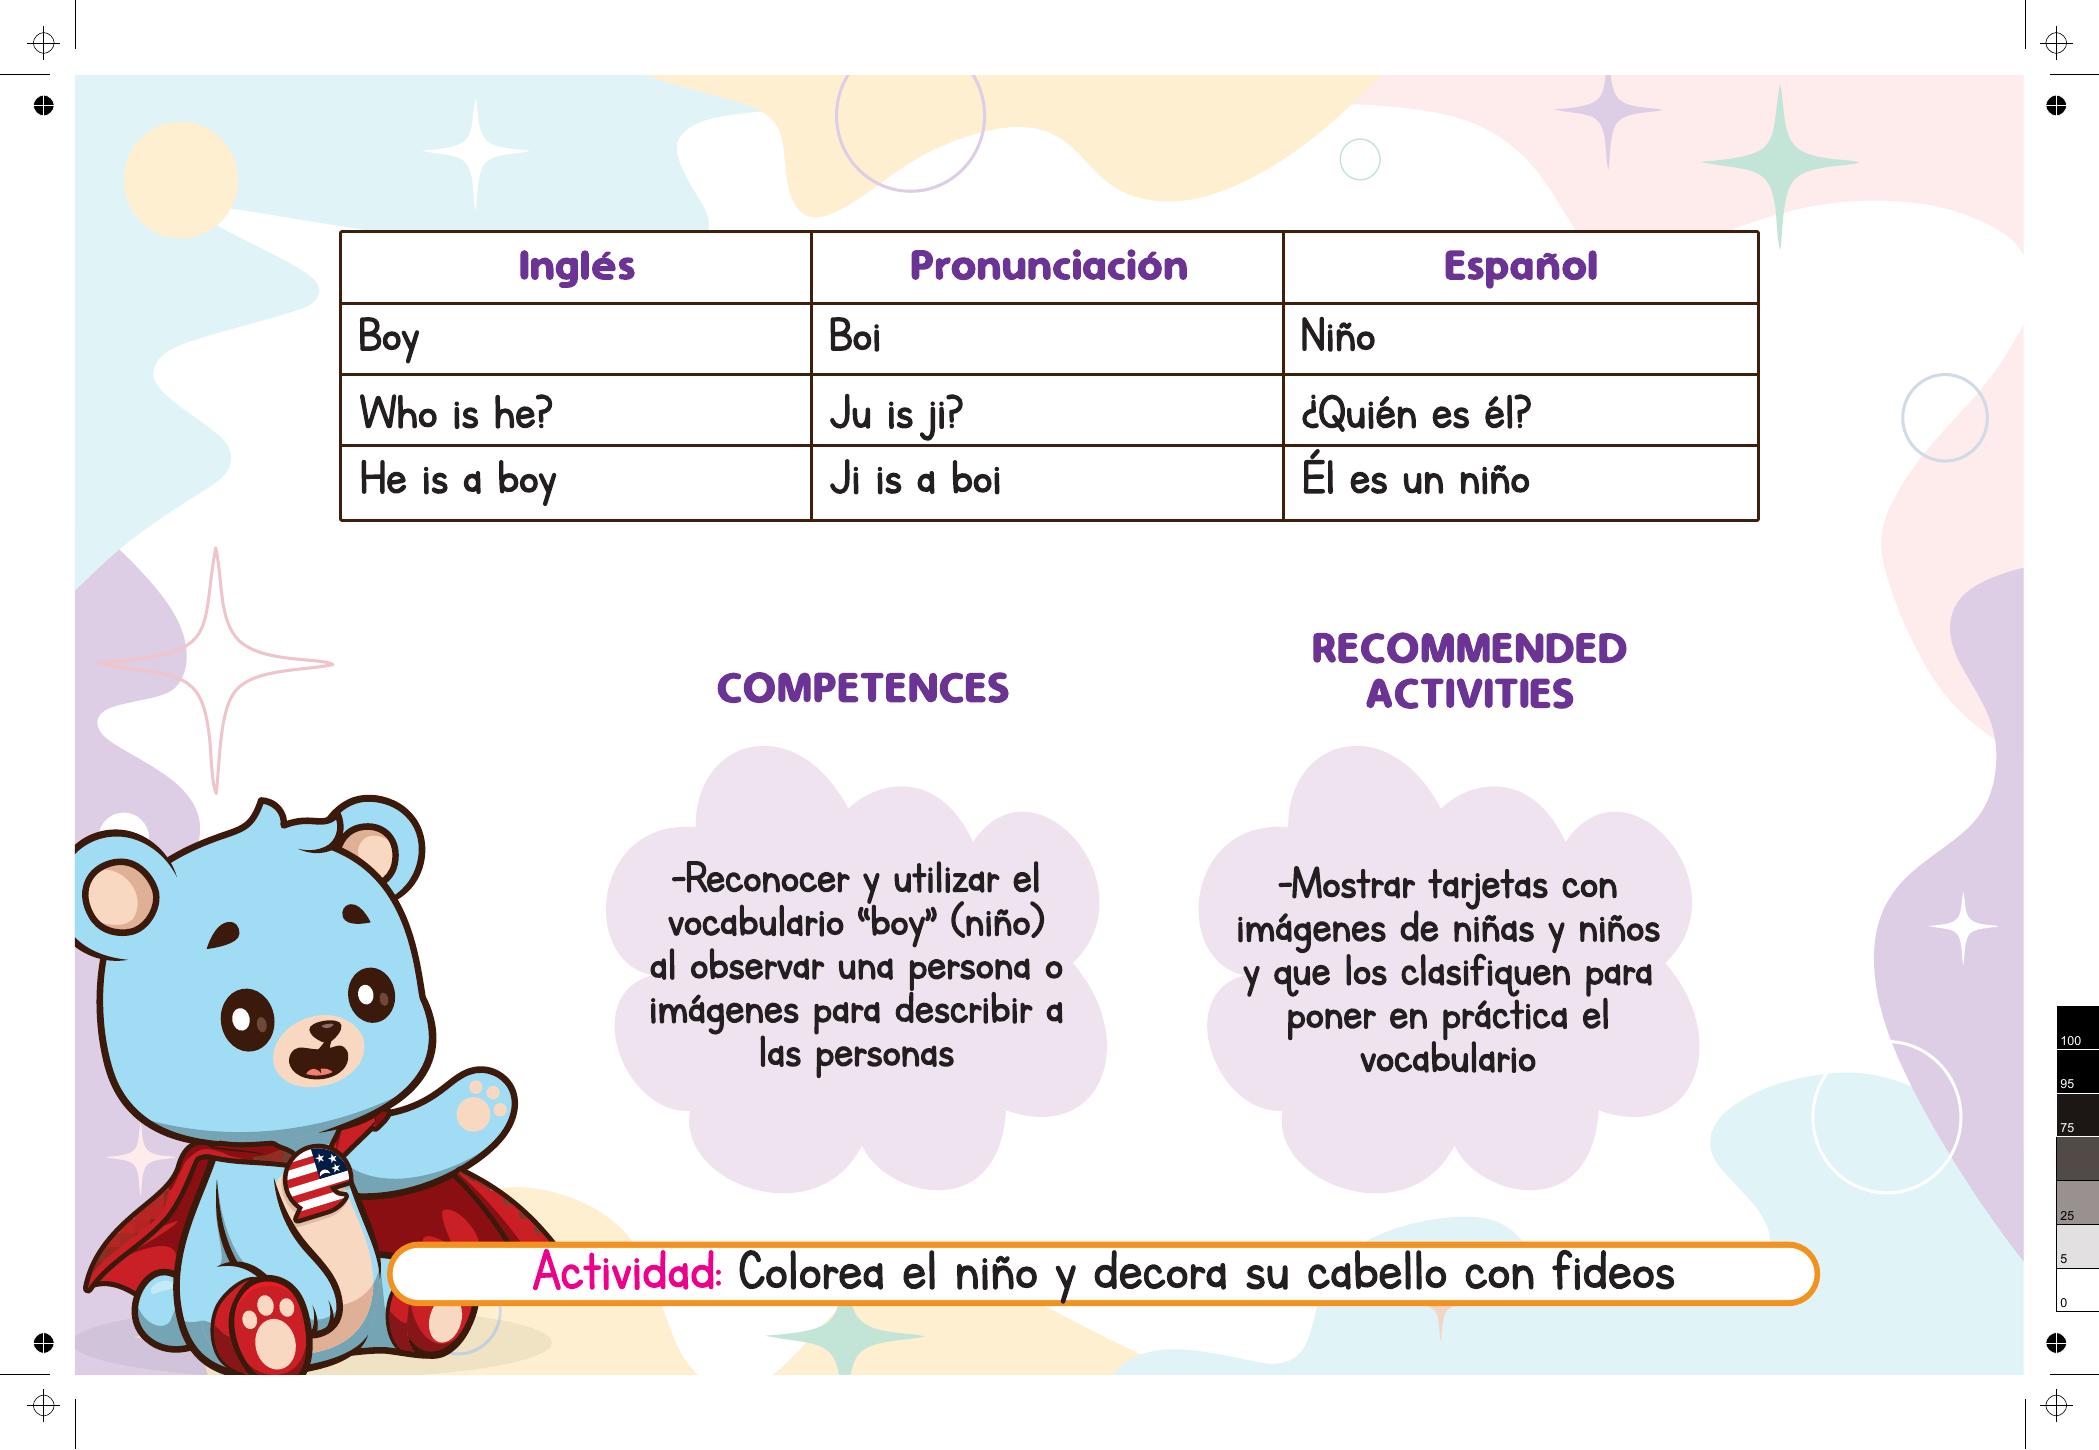 Inglés Pronunciación Español
Boy Boi Niño
Who is he? Ju is ji? ¿Quién es él?
He is a boy Ji is a boi Él es un niño
COMPETENCES
-Reconocer y utilizar el
vocabulario “boy” (niño)
al observar una persona o
imágenes para describir a
las personas
RECOMMENDED
ACTIVITIES
-Mostrar tarjetas con
imágenes de niñas y niños
y que los clasifiquen para
poner en práctica el
vocabulario
Actividad: Colorea el niño y decora su cabello con fideos
100
95
75
25
5
0